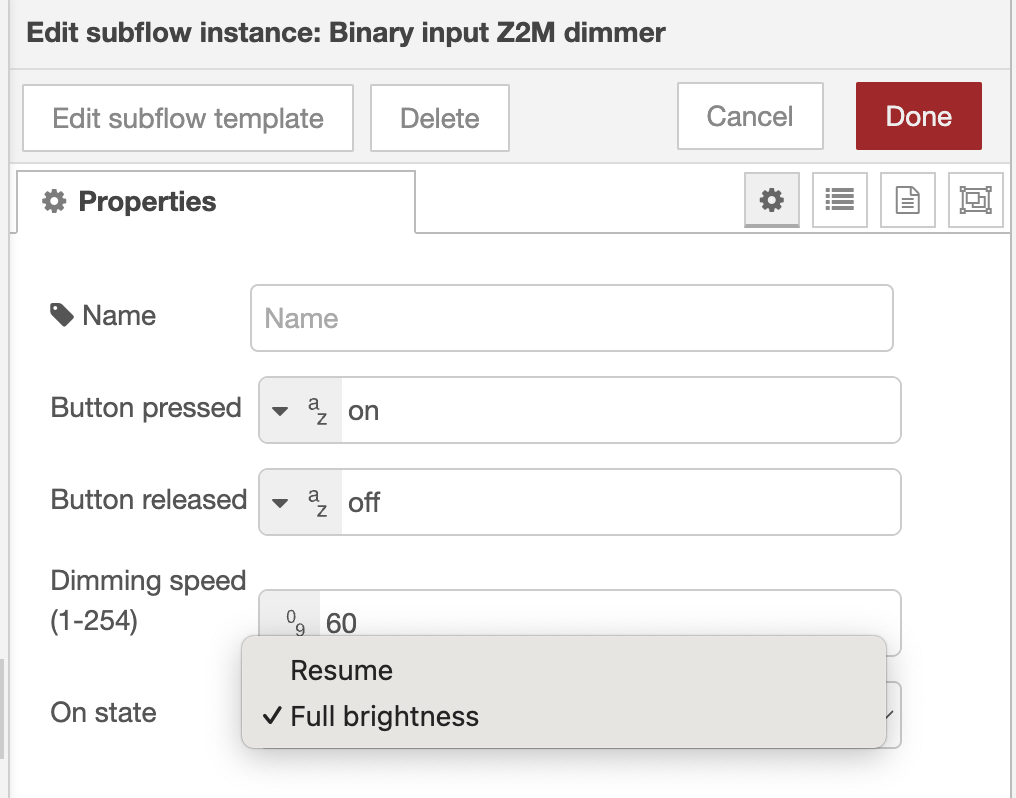 Edit subflow instance: Binary input Z2M dimmer
Edit subflow template
Delete
Cancel
Done
Properties
Name
Name
Button pressed
a
z
on
Button released
a
z
off
Dimming speed
(1-254)
0
9
60
On state
Resume
✓ Full brightness